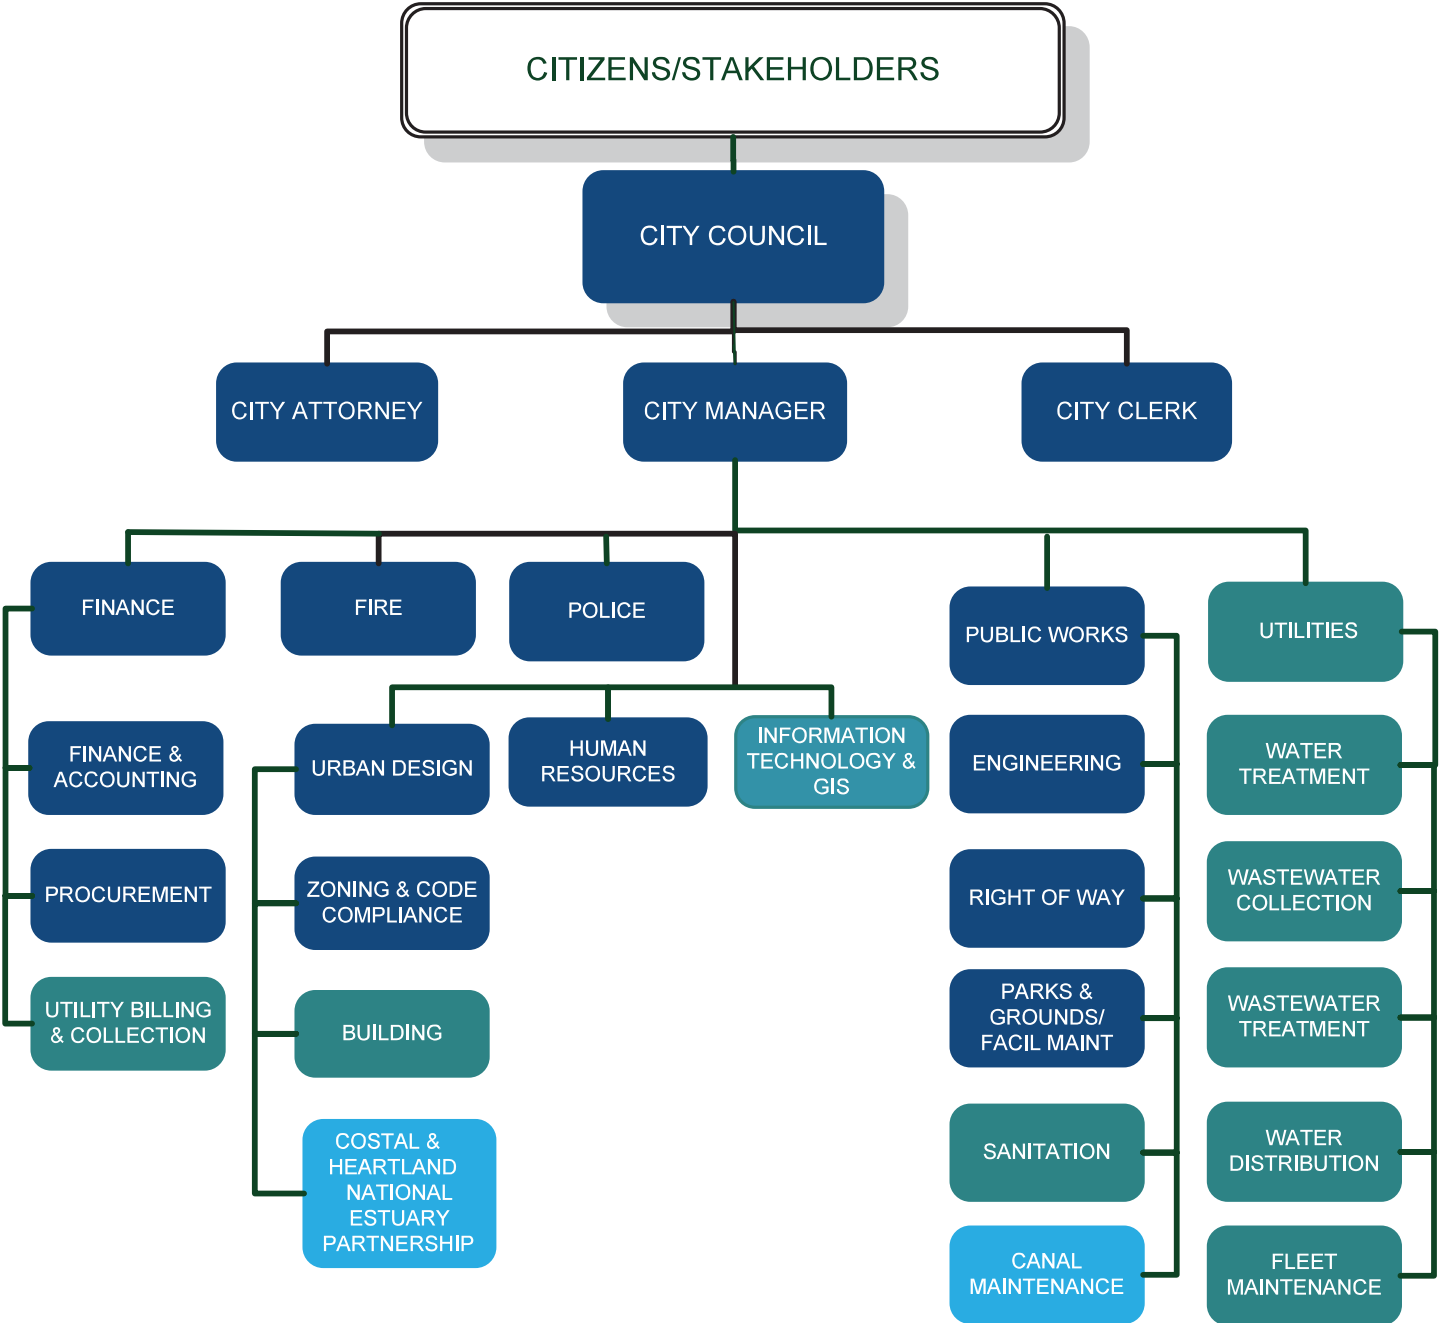 CITIZENS/STAKEHOLDERS
CITY COUNCIL
CITY ATTORNEY
CITY MANAGER
CITY CLERK
FINANCE
FIRE
POLICE
PUBLIC WORKS
UTILITIES
FINANCE &
ACCOUNTING
URBAN DESIGN
HUMAN
RESOURCES
INFORMATION
TECHNOLOGY &
GIS
ENGINEERING
WATER
TREATMENT
PROCUREMENT
ZONING & CODE
COMPLIANCE
RIGHT OF WAY
WASTEWATER
COLLECTION
UTILITY BILLING
& COLLECTION
BUILDING
PARKS &
GROUNDS/
FACIL MAINT
WASTEWATER
TREATMENT
COSTAL &
HEARTLAND
NATIONAL
ESTUARY
PARTNERSHIP
SANITATION
WATER
DISTRIBUTION
CANAL
MAINTENANCE
FLEET
MAINTENANCE